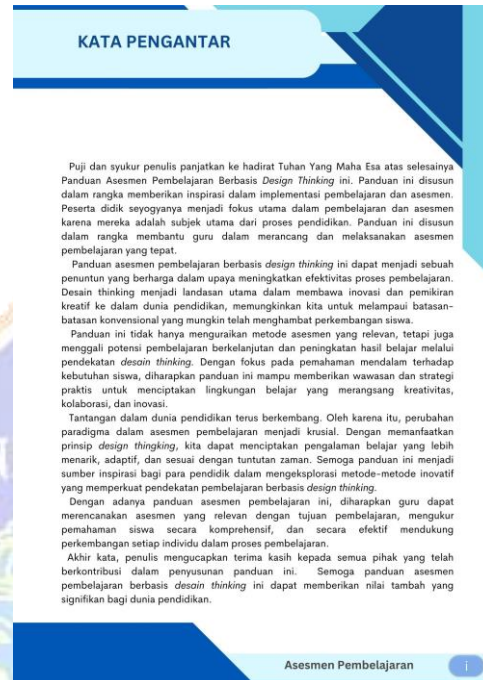 KATA PENGANTAR
Puji dan syukur penulis panjatkan ke hadirat Tuhan Yang Maha Esa atas selesainya
Panduan Asesmen Pembelajaran Berbasis Design Thinking ini. Panduan ini disusun
dalam rangka memberikan inspirasi dalam implementasi pembelajaran dan asesmen.
Peserta didik seyogyanya menjadi fokus utama dalam pembelajaran dan asesmen
karena mereka adalah subjek utama dari proses pendidikan. Panduan ini disusun
dalam rangka membantu guru dalam merancang dan melaksanakan asesmen
pembelajaran yang tepat.
Panduan asesmen pembelajaran berbasis design thinking ini dapat menjadi sebuah
penuntun yang berharga dalam upaya meningkatkan efektivitas proses pembelajaran.
Desain thinking menjadi landasan utama dalam membawa inovasi dan pemikiran
kreatif ke dalam dunia pendidikan, memungkinkan kita untuk melampaui batasan-
batasan konvensional yang mungkin telah menghambat perkembangan siswa.
Panduan ini tidak hanya menguraikan metode asesmen yang relevan, tetapi juga
menggali potensi pembelajaran berkelanjutan dan peningkatan hasil belajar melalui
pendekatan desain thinking. Dengan fokus pada pemahaman mendalam terhadap
kebutuhan siswa, diharapkan panduan ini mampu memberikan wawasan dan strategi
praktis untuk menciptakan lingkungan belajar yang merangsang kreativitas,
kolaborasi, dan inovasi.
Tantangan dalam dunia pendidikan terus berkembang. Oleh karena itu, perubahan
paradigma dalam asesmen pembelajaran menjadi krusial. Dengan memanfaatkan
prinsip design thingking, kita dapat menciptakan pengalaman belajar yang lebih
menarik, adaptif, dan sesuai dengan tuntutan zaman. Semoga panduan ini menjadi
sumber inspirasi bagi para pendidik dalam mengeksplorasi metode-metode inovatif
yang memperkuat pendekatan pembelajaran berbasis design thinking.
Dengan adanya panduan asesmen pembelajaran ini, diharapkan guru dapat
merencanakan asesmen yang relevan dengan tujuan pembelajaran, mengukur
pemahaman siswa secara komprehensif, dan secara efektif mendukung
perkembangan setiap individu dalam proses pembelajaran.
Akhir kata, penulis mengucapkan terima kasih kepada semua pihak yang telah
berkontribusi dalam penyusunan panduan ini. Semoga panduan asesmen
pembelajaran berbasis desain thinking ini dapat memberikan nilai tambah yang
signifikan bagi dunia pendidikan.
Asesmen Pembelajaran i